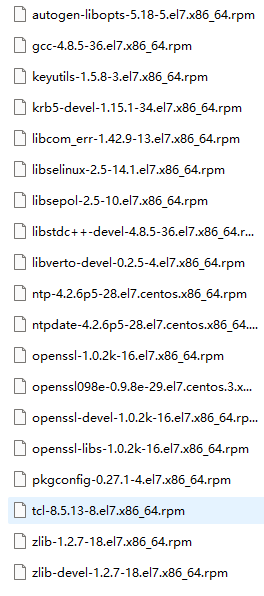 autogen-libopts-5.18-5.el7.x86_64.rpm
gcc-4.8.5-36.el7.x86_64.rpm
keyutils-1.5.8-3.el7.x86_64.rpm
krb5-devel-1.15.1-34.el7.x86_64.rpm
libcom_err-1.42.9-13.el7.x86_64.rpm
libselinux-2.5-14.1.el7.x86_64.rpm
libsepol-2.5-10.el7.x86_64.rpm
libstdc++-devel-4.8.5-36.el7.x86_64.r...
libverto-devel-0.2.5-4.el7.x86_64.rpm
ntp-4.2.6p5-28.el7.centos.x86_64.rpm
ntpdate-4.2.6p5-28.el7.centos.x86_64....
openssl-1.0.2k-16.el7.x86_64.rpm
openssl098e-0.9.8e-29.el7.centos.3.x...
openssl-devel-1.0.2k-16.el7.x86_64.rp...
openssl-libs-1.0.2k-16.el7.x86_64.rpm
pkgconfig-0.27.1-4.el7.x86_64.rpm
tcl-8.5.13-8.el7.x86_64.rpm
zlib-1.2.7-18.el7.x86_64.rpm
zlib-devel-1.2.7-18.el7.x86_64.rpm